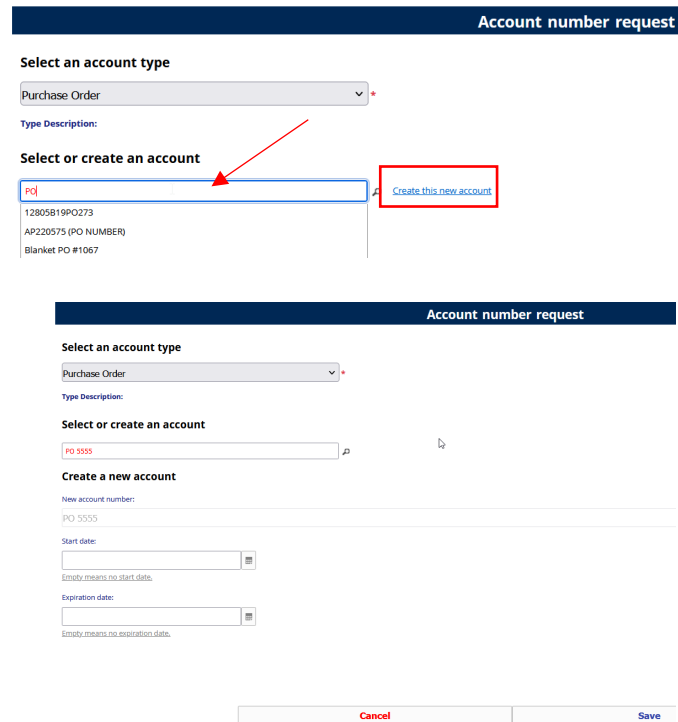 Account number request
Select an account type
Purchase Order *
Type Description:
Select or create an account
PO Create this new account
12805B19PO273
AP220575 (PO NUMBER)
Blanket PO #1067
Account number request
Select an account type
Purchase Order *
Type Description:
Select or create an account
PO 5555
Create a new account
New account number:
PO 5555
Start date:
Empty means no start date.
Expiration date:
Empty means no expiration date.
Cancel Save